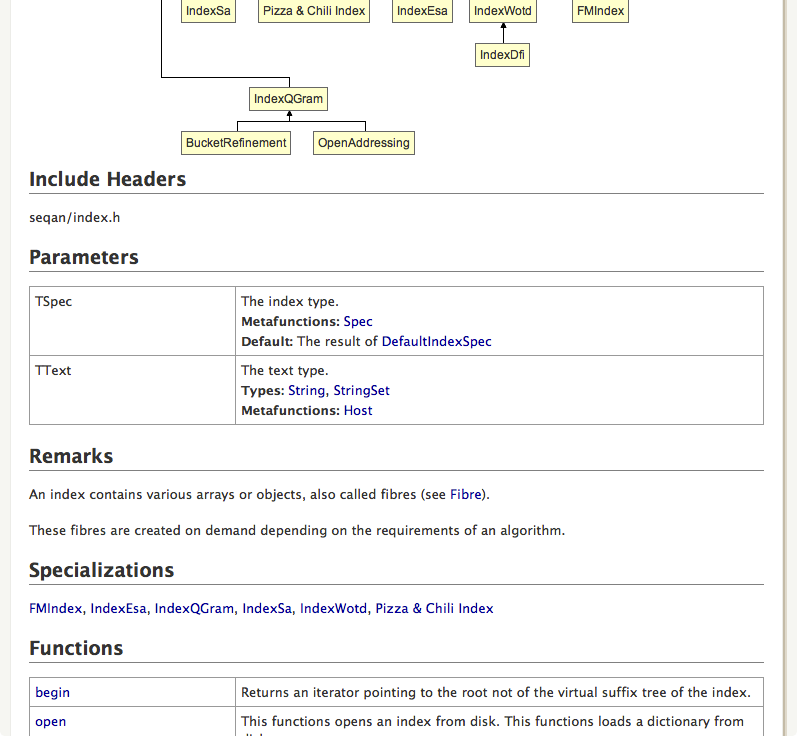 IndexSa
Pizza & Chili Index
IndexEsa
IndexWotd
FMIndex
IndexDfi
IndexQGram
BucketRefinement
OpenAddressing
Include Headers
seqan/index.h
Parameters
TSpec
The index type.
Metafunctions: Spec
Default: The result of DefaultIndexSpec
TText
The text type.
Types: String, StringSet
Metafunctions: Host
Remarks
An index contains various arrays or objects, also called fibres (see Fibre).
These fibres are created on demand depending on the requirements of an algorithm.
Specializations
FMIndex, IndexEsa, IndexQGram, IndexSa, IndexWotd, Pizza & Chili Index
Functions
begin
Returns an iterator pointing to the root not of the virtual suffix tree of the index.
open
This functions opens an index from disk. This functions loads a dictionary from